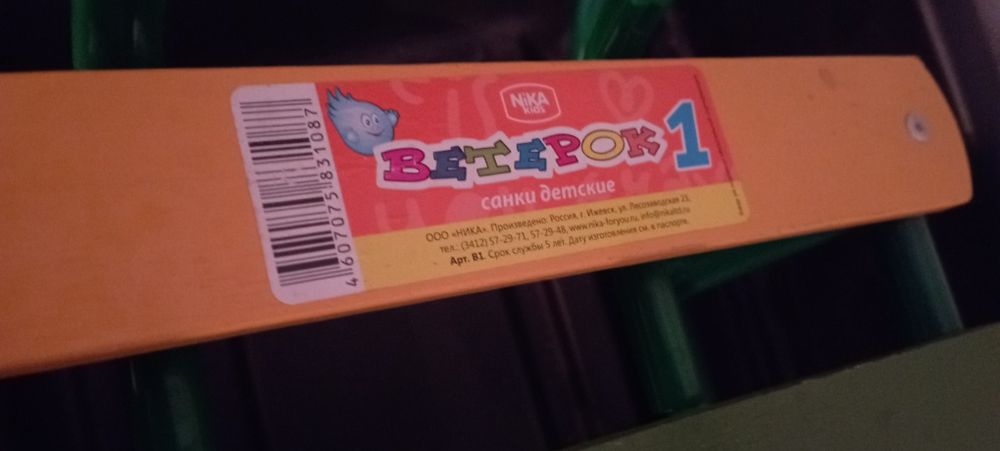 NiKA
kids
ВЕТЕРОК 1
санки детские
ООО «НИКА». Произведено: Россия, г. Ижевск, ул. Лесозаводская 23,
тел.: (3412) 57-29-71, 57-29-48, www.nika-foryou.ru, info@nikaltd.ru
Арт. В1. Срок службы 5 лет. Дату изготовления см. в паспорте.
4 607075 831087